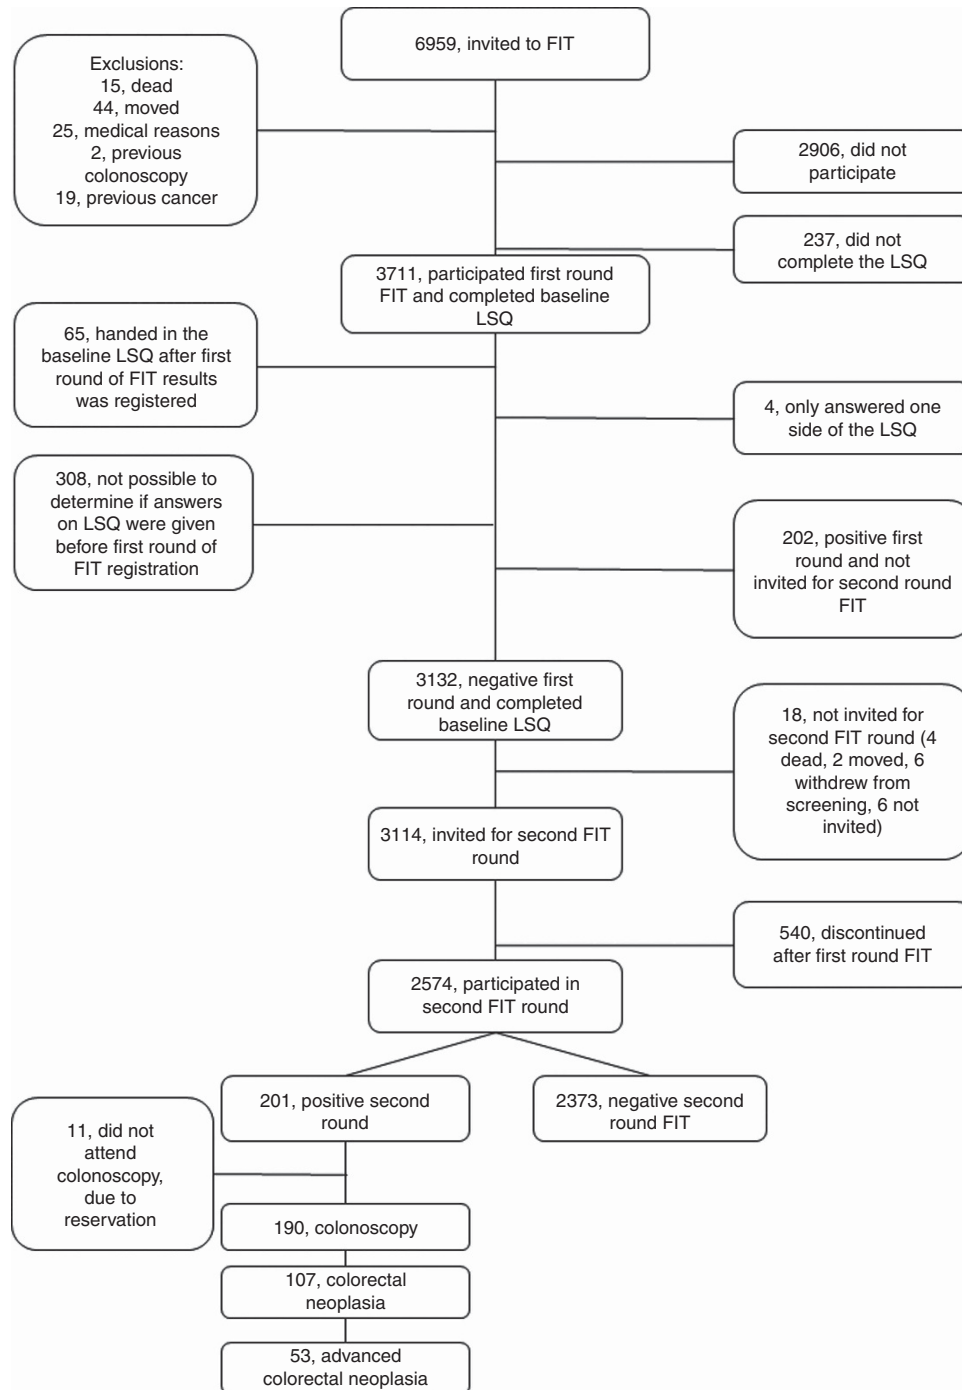 6959, invited to FIT
Exclusions:
15, dead
44, moved
25, medical reasons
2, previous
colonoscopy
19, previous cancer
2906, did not
participate
237, did not
complete the LSQ
3711, participated first round
FIT and completed baseline
LSQ
65, handed in the
baseline LSQ after first
round of FIT results
was registered
4, only answered one
side of the LSQ
308, not possible to
determine if answers
on LSQ were given
before first round of
FIT registration
202, positive first
round and not
invited for second round
FIT
3132, negative first
round and completed
baseline LSQ
18, not invited for
second FIT round (4
dead, 2 moved, 6
withdrew from
screening, 6 not
invited)
3114, invited for second FIT
round
540, discontinued
after first round FIT
2574, participated in
second FIT round
201, positive second
round
2373, negative second
round FIT
11, did not
attend
colonoscopy,
due to
reservation
190, colonoscopy
107, colorectal
neoplasia
53, advanced
colorectal neoplasia